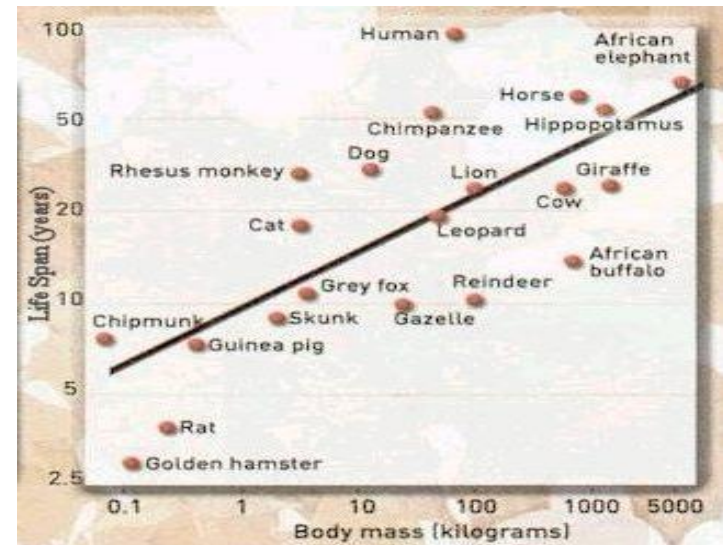 100
Human
African
elephant
Horse
50
Chimpanzee
Hippopotamus
Dog
Rhesus monkey
Lion
Giraffe
Cow
20
Cat
Leopard
African
buffalo
Grey fox
Reindeer
10
Chipmunk
Skunk
Gazelle
Guinea pig
5
Rat
Golden hamster
2.5
Life Span (years)
0.1 1 10 100 1000 5000
Body mass (kilograms)